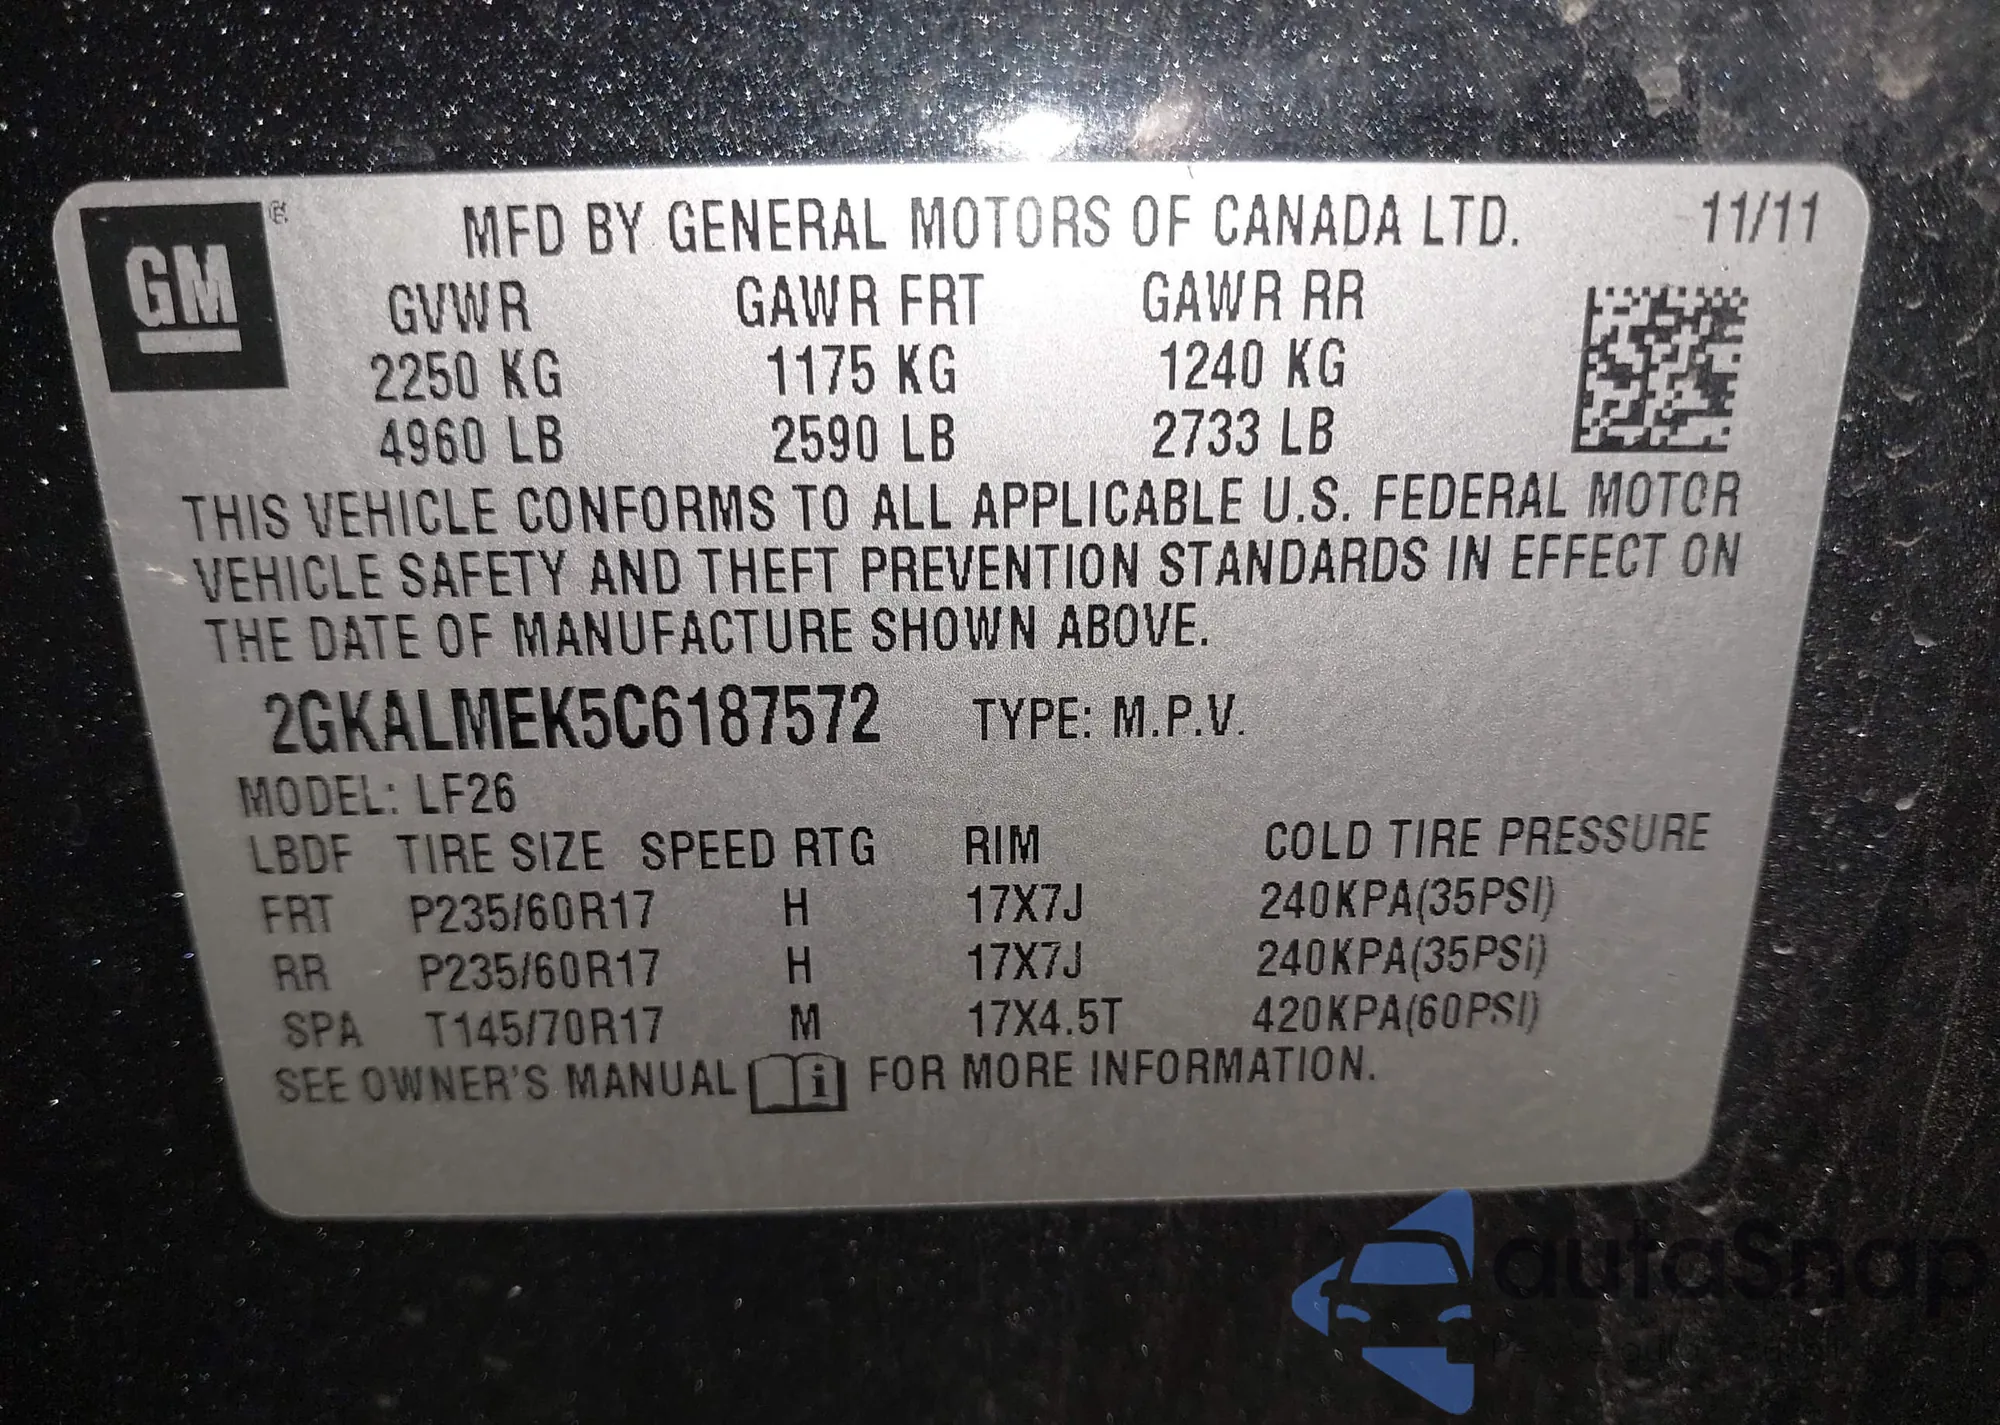 GM ® MFD BY GENERAL MOTORS OF CANADA LTD. 11/11
GVWR GAWR FRT GAWR RR
2250 KG 1175 KG 1240 KG
4960 LB 2590 LB 2733 LB
THIS VEHICLE CONFORMS TO ALL APPLICABLE U.S. FEDERAL MOTOR
VEHICLE SAFETY AND THEFT PREVENTION STANDARDS IN EFFECT ON
THE DATE OF MANUFACTURE SHOWN ABOVE.
2GKALMEK5C6187572 TYPE: M.P.V.
MODEL: LF26
LBDF TIRE SIZE SPEED RTG RIM COLD TIRE PRESSURE
FRT P235/60R17 H 17X7J 240KPA(35PSI)
RR P235/60R17 H 17X7J 240KPA(35PSI)
SPA T145/70R17 M 17X4.5T 420KPA(60PSI)
SEE OWNER'S MANUAL i FOR MORE INFORMATION.
autaSnap